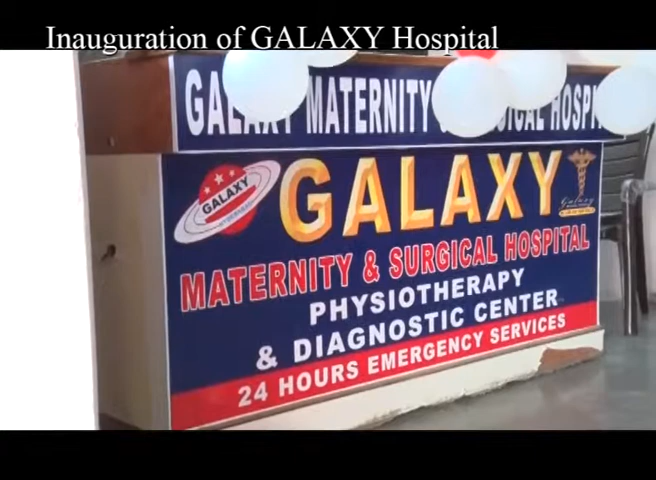 Inauguration of GALAXY Hospital
GALAXY MATERNITY & SURGICAL HOSPITAL
GALAXY
GALAXY
Galaxy
MATERNITY & SURGICAL HOSPITAL
PHYSIOTHERAPY
& DIAGNOSTIC CENTER
24 HOURS EMERGENCY SERVICES